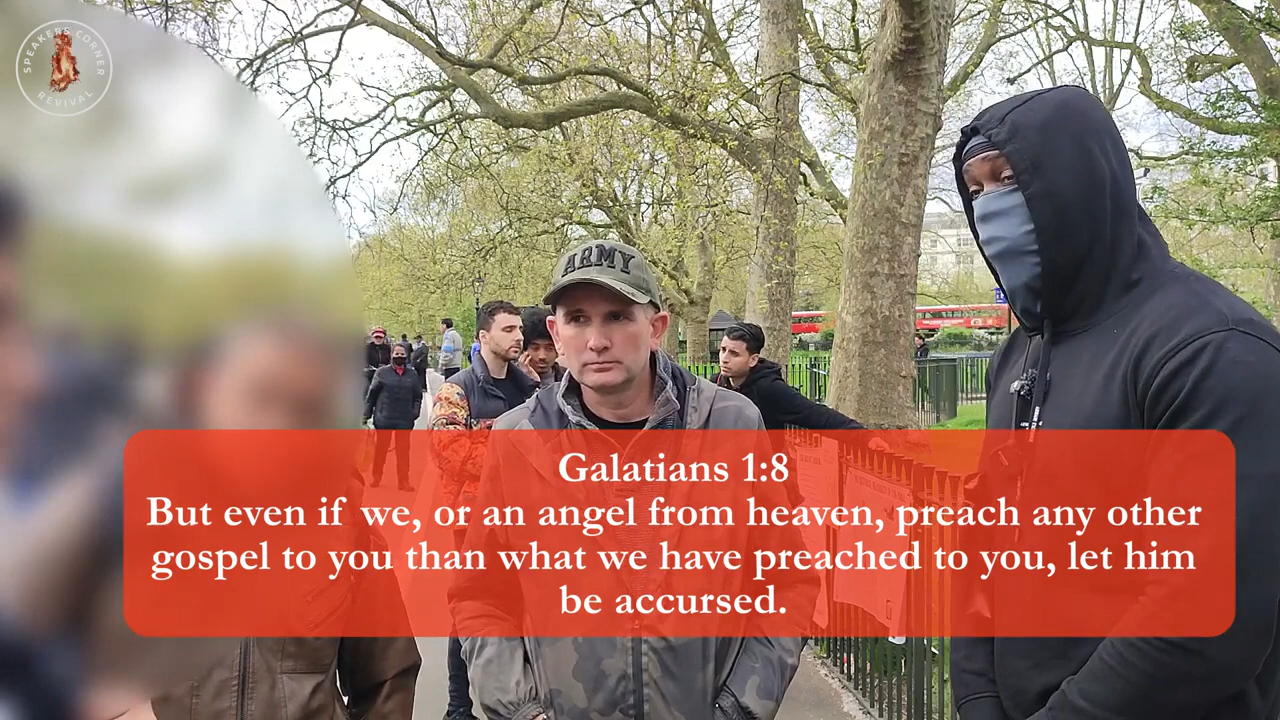 SPEAKERS CORNER
REVIVAL
ARMY
Galatians 1:8
But even if we, or an angel from heaven, preach any other
gospel to you than what we have preached to you, let him
be accursed.